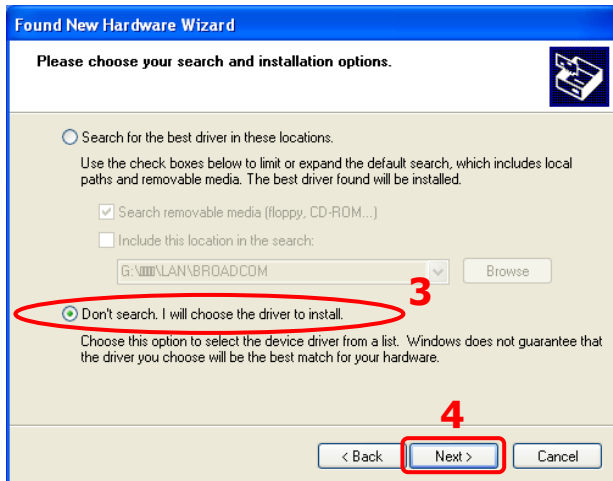 Found New Hardware Wizard
Please choose your search and installation options.
Search for the best driver in these locations.
Use the check boxes below to limit or expand the default search, which includes local
paths and removable media. The best driver found will be installed.
Search removable media (floppy, CD-ROM...)
Include this location in the search:
\LAN\BROADCOM
Browse
3
Don't search. I will choose the driver to install.
Choose this option to select the device driver from a list. Windows does not guarantee that
the driver you choose will be the best match for your hardware.
4
< Back
Next >
Cancel